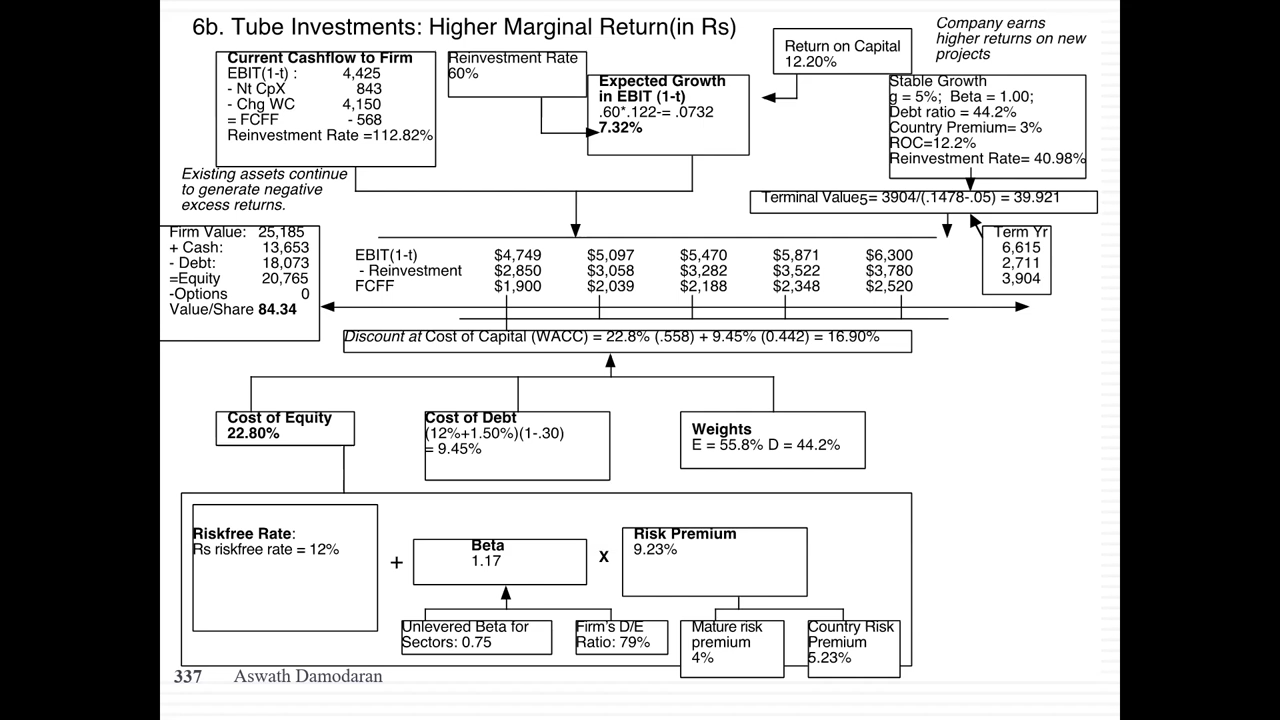 6b. Tube Investments: Higher Marginal Return(in Rs)
Company earns
higher returns on new
projects
Current Cashflow to Firm
EBIT(1-t) : 4,425
- Nt CpX 843
- Chg WC 4,150
= FCFF - 568
Reinvestment Rate =112.82%
Reinvestment Rate
60%
Expected Growth
in EBIT (1-t)
.60*.122-= .0732
7.32%
Return on Capital
12.20%
Stable Growth
g = 5%; Beta = 1.00;
Debt ratio = 44.2%
Country Premium= 3%
ROC=12.2%
Reinvestment Rate= 40.98%
Existing assets continue
to generate negative
excess returns.
Terminal Value5= 3904/(.1478-.05) = 39.921
Firm Value: 25,185
+ Cash: 13,653
- Debt: 18,073
=Equity 20,765
-Options 0
Value/Share 84.34
EBIT(1-t) $4,749 $5,097 $5,470 $5,871 $6,300
- Reinvestment $2,850 $3,058 $3,282 $3,522 $3,780
FCFF $1,900 $2,039 $2,188 $2,348 $2,520
Term Yr
6,615
2,711
3,904
Discount at Cost of Capital (WACC) = 22.8% (.558) + 9.45% (0.442) = 16.90%
Cost of Equity
22.80%
Cost of Debt
(12%+1.50%)(1-.30)
= 9.45%
Weights
E = 55.8% D = 44.2%
Riskfree Rate:
Rs riskfree rate = 12%
+
Beta
1.17
X
Risk Premium
9.23%
Unlevered Beta for
Sectors: 0.75
Firm's D/E
Ratio: 79%
Mature risk
premium
4%
Country Risk
Premium
5.23%
337 Aswath Damodaran